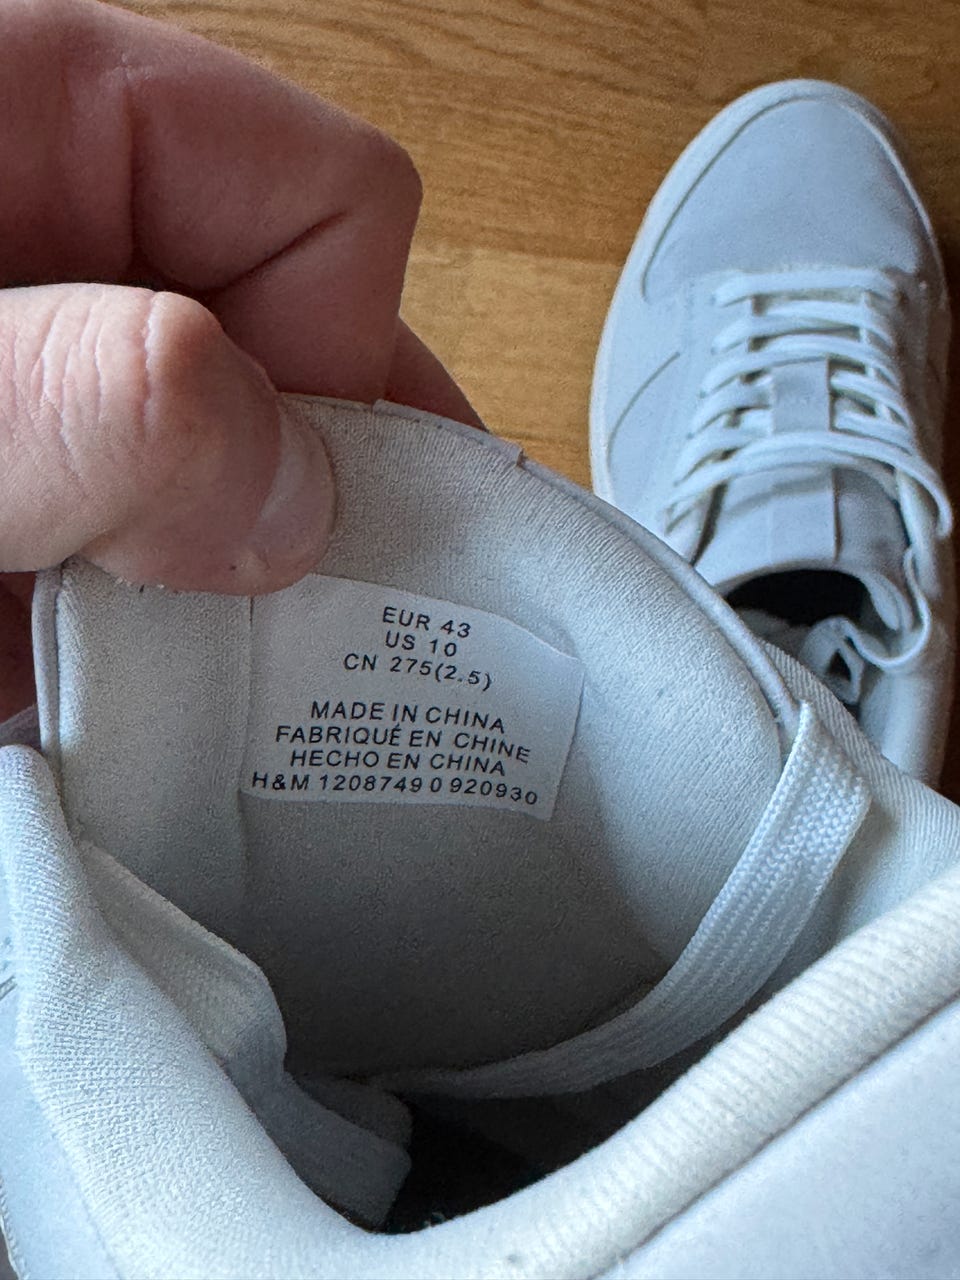 EUR 43
US 10
CN 275(2.5)
MADE IN CHINA
FABRIQUÉ EN CHINE
HECHO EN CHINA
H&M 1208749 0 920930